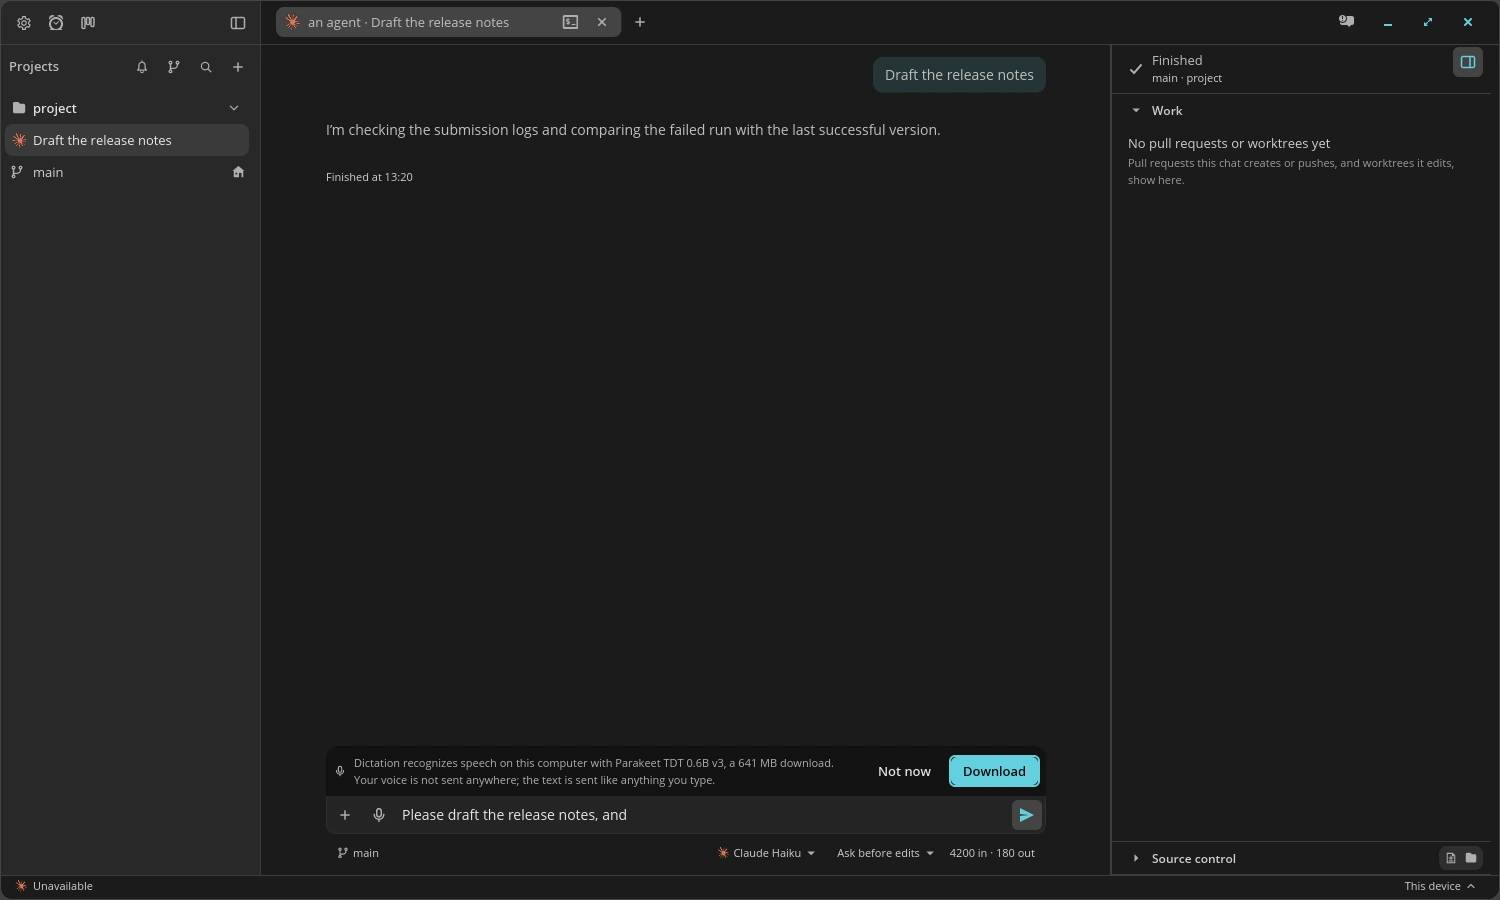 an agent · Draft the release notes
Projects
project
Draft the release notes
main
Draft the release notes
I'm checking the submission logs and comparing the failed run with the last successful version.
Finished at 13:20
Finished
main · project
Work
No pull requests or worktrees yet
Pull requests this chat creates or pushes, and worktrees it edits,
show here.
Dictation recognizes speech on this computer with Parakeet TDT 0.6B v3, a 641 MB download.
Your voice is not sent anywhere; the text is sent like anything you type.
Not now
Download
Please draft the release notes, and
main
Claude Haiku
Ask before edits
4200 in · 180 out
Source control
Unavailable
This device